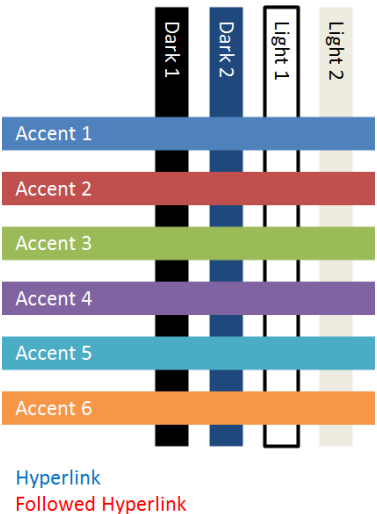 Dark 1
Dark 2
Light 1
Light 2
Accent 1
Accent 2
Accent 3
Accent 4
Accent 5
Accent 6
Hyperlink
Followed Hyperlink